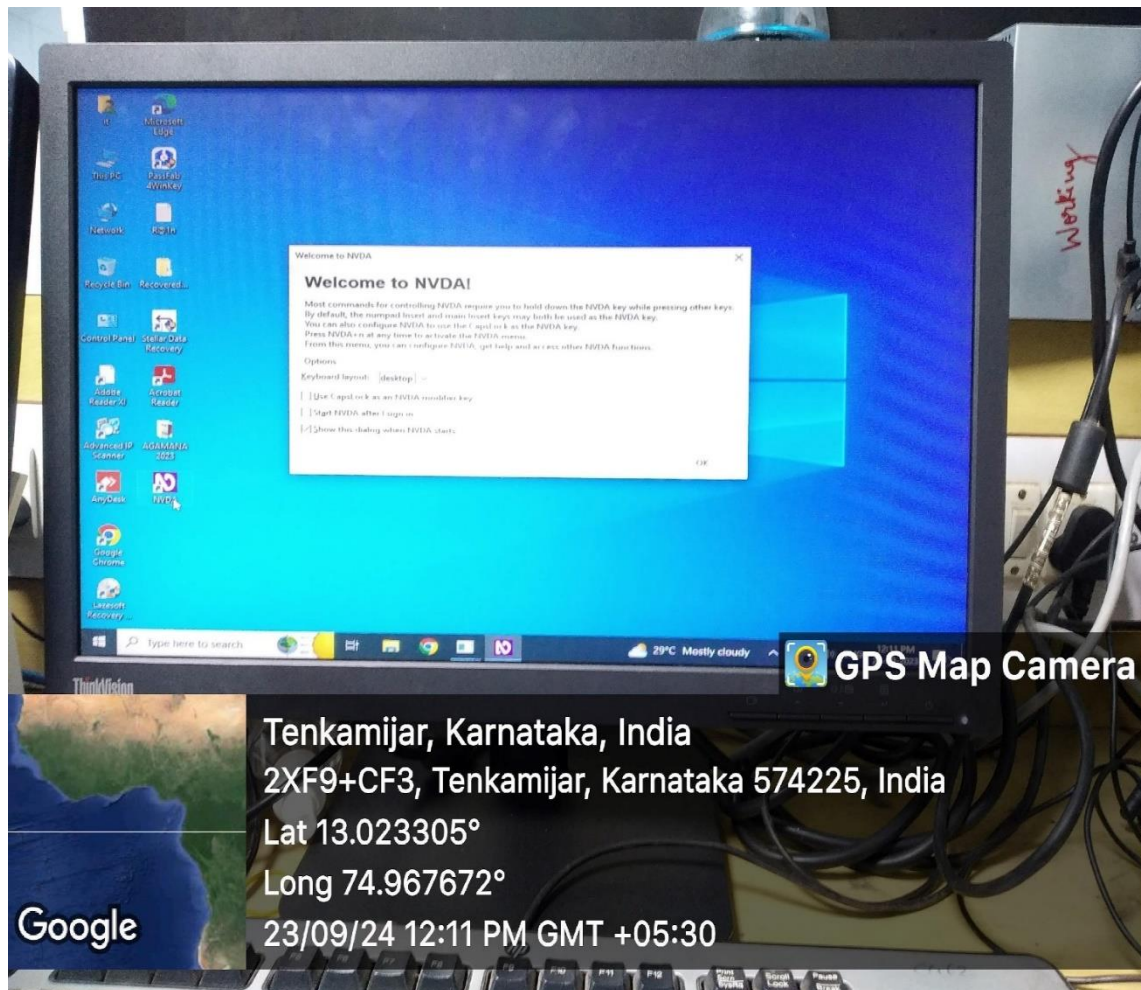 it
Microsoft
Edge
This PC
PassFab
4WinKey
Network
Recycle Bin
Recovered...
Control Panel
Stellar Data
Recovery
Adobe
Reader XI
Acrobat
Reader
Advanced IP
Scanner
AGAMANA
2023
AnyDesk
NVDA
Google
Chrome
Lazesoft
Recovery ...
Welcome to NVDA
Welcome to NVDA!
Most commands for controlling NVDA require you to hold down the NVDA key while pressing other keys.
By default, the numpad Insert and main Insert keys may both be used as the NVDA key.
You can also configure NVDA to use the CapsLock as the NVDA key.
Press NVDA+n at any time to activate the NVDA menu.
From this menu, you can configure NVDA, get help and access other NVDA functions.
Options
Keyboard layout: desktop
Use CapsLock as an NVDA modifier key
Start NVDA after I sign in
Show this dialog when NVDA starts
OK
Type here to search
29°C Mostly cloudy
12:11 PM
Working
ThinkVision
GPS Map Camera
Tenkamijar, Karnataka, India
2XF9+CF3, Tenkamijar, Karnataka 574225, India
Lat 13.023305°
Long 74.967672°
23/09/24 12:11 PM GMT +05:30
Google
F9
F10
F11
F12
Scroll
Lock
Pause
Break